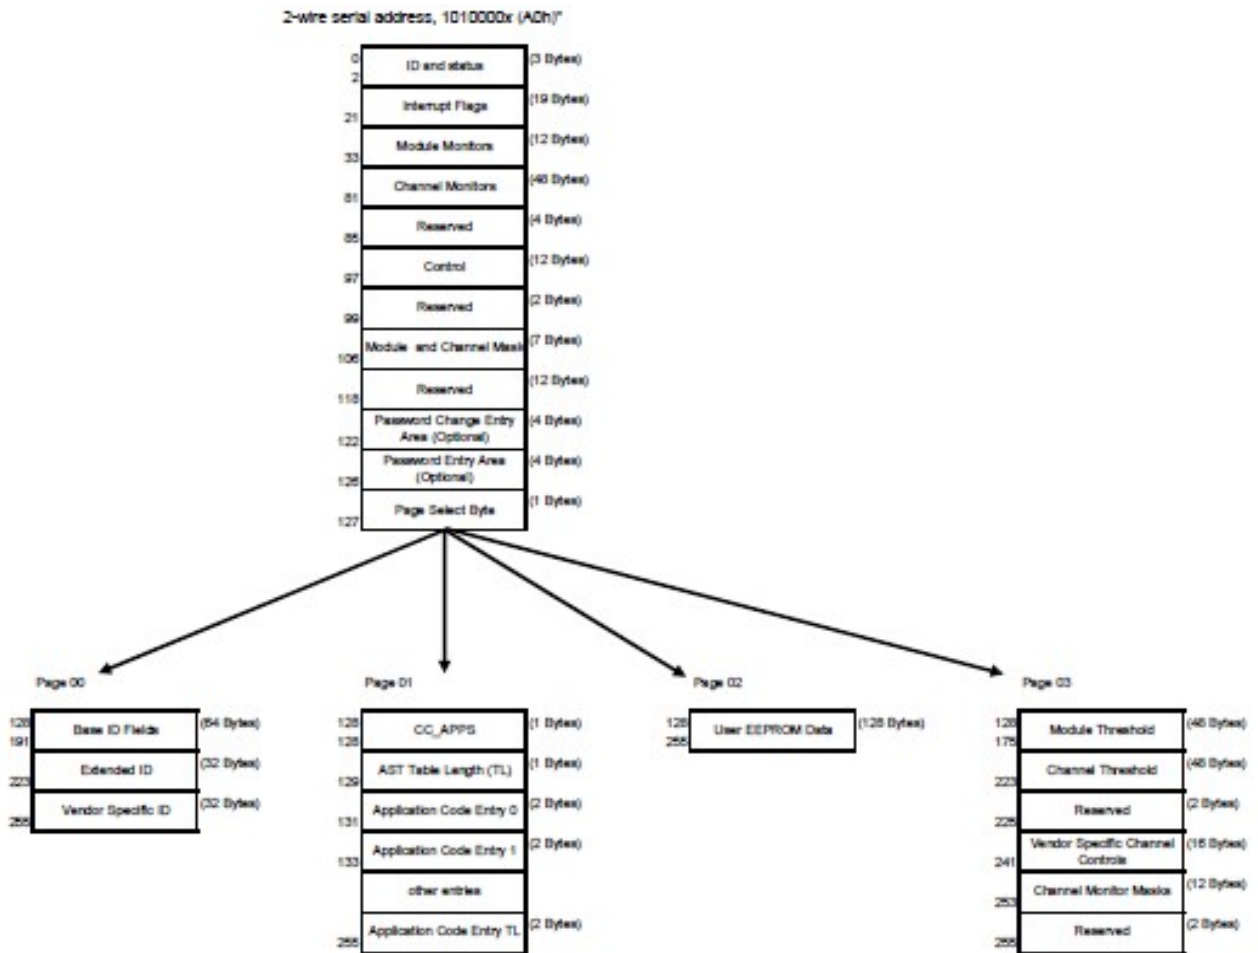 2-wire serial address, 1010000x (A0h)"
0
2
ID and status
(3 Bytes)
21
Interrupt Flags
(19 Bytes)
33
Module Monitors
(12 Bytes)
81
Channel Monitors
(48 Bytes)
85
Reserved
(4 Bytes)
97
Control
(12 Bytes)
99
Reserved
(2 Bytes)
106
Module and Channel Mask
(7 Bytes)
118
Reserved
(12 Bytes)
122
Password Change Entry
Area (Optional)
(4 Bytes)
126
Password Entry Area
(Optional)
(4 Bytes)
127
Page Select Byte
(1 Bytes)
Page 00
128
191
Base ID Fields
(64 Bytes)
223
Extended ID
(32 Bytes)
255
Vendor Specific ID
(32 Bytes)
Page 01
128
128
CC_APPS
(1 Bytes)
129
AST Table Length (TL)
(1 Bytes)
131
Application Code Entry 0
(2 Bytes)
133
Application Code Entry 1
(2 Bytes)
other entries
255
Application Code Entry TL
(2 Bytes)
Page 02
128
255
User EEPROM Data
(128 Bytes)
Page 03
128
175
Module Threshold
(48 Bytes)
223
Channel Threshold
(48 Bytes)
225
Reserved
(2 Bytes)
241
Vendor Specific Channel
Controls
(16 Bytes)
253
Channel Monitor Masks
(12 Bytes)
255
Reserved
(2 Bytes)